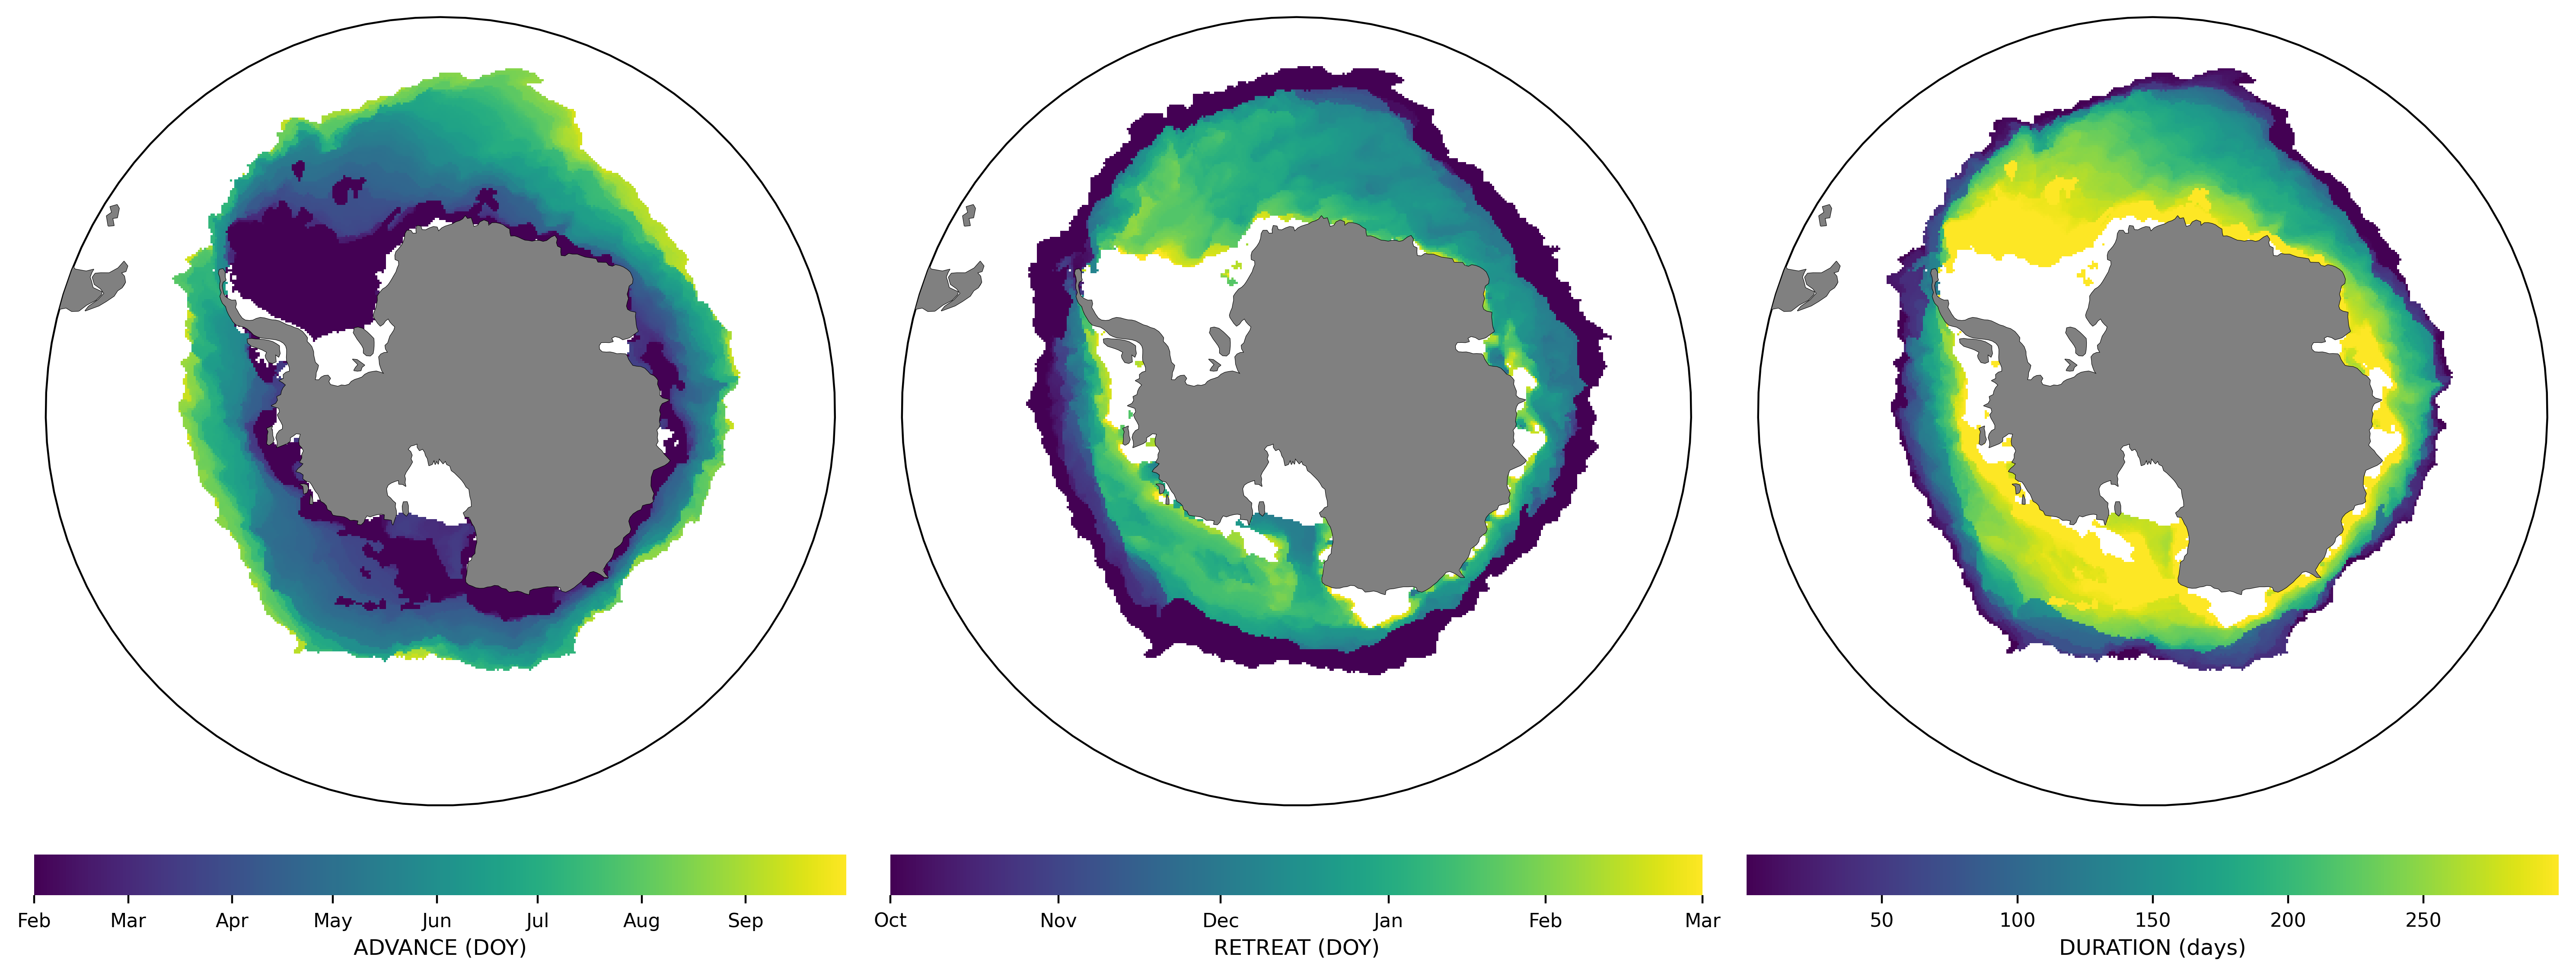 Feb Mar Apr May Jun Jul Aug Sep
ADVANCE (DOY)
Oct Nov Dec Jan Feb Mar
RETREAT (DOY)
50 100 150 200 250
DURATION (days)